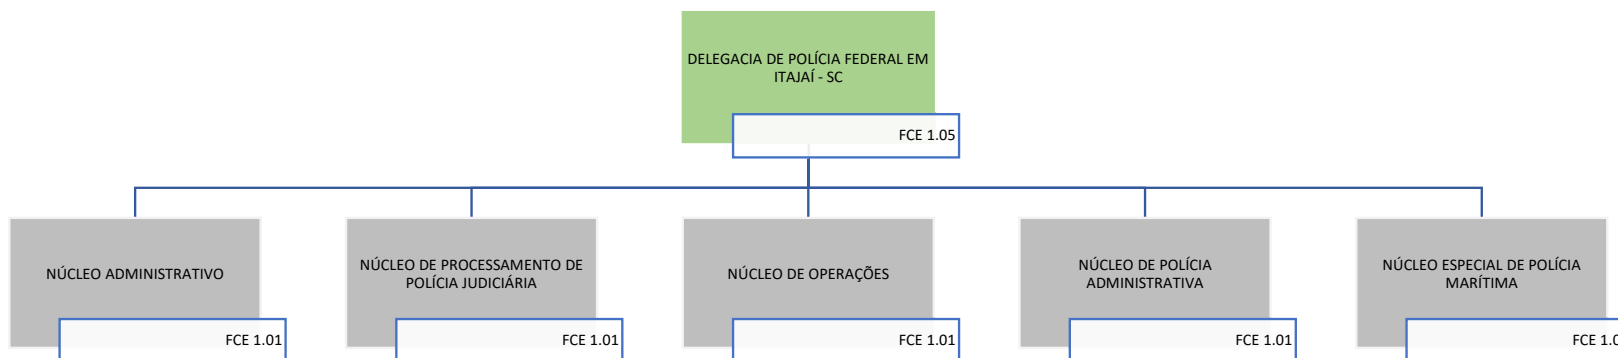 DELEGACIA DE POLÍCIA FEDERAL EM
ITAJAÍ - SC
FCE 1.05
NÚCLEO ADMINISTRATIVO
FCE 1.01
NÚCLEO DE PROCESSAMENTO DE
POLÍCIA JUDICIÁRIA
FCE 1.01
NÚCLEO DE OPERAÇÕES
FCE 1.01
NÚCLEO DE POLÍCIA
ADMINISTRATIVA
FCE 1.01
NÚCLEO ESPECIAL DE POLÍCIA
MARÍTIMA
FCE